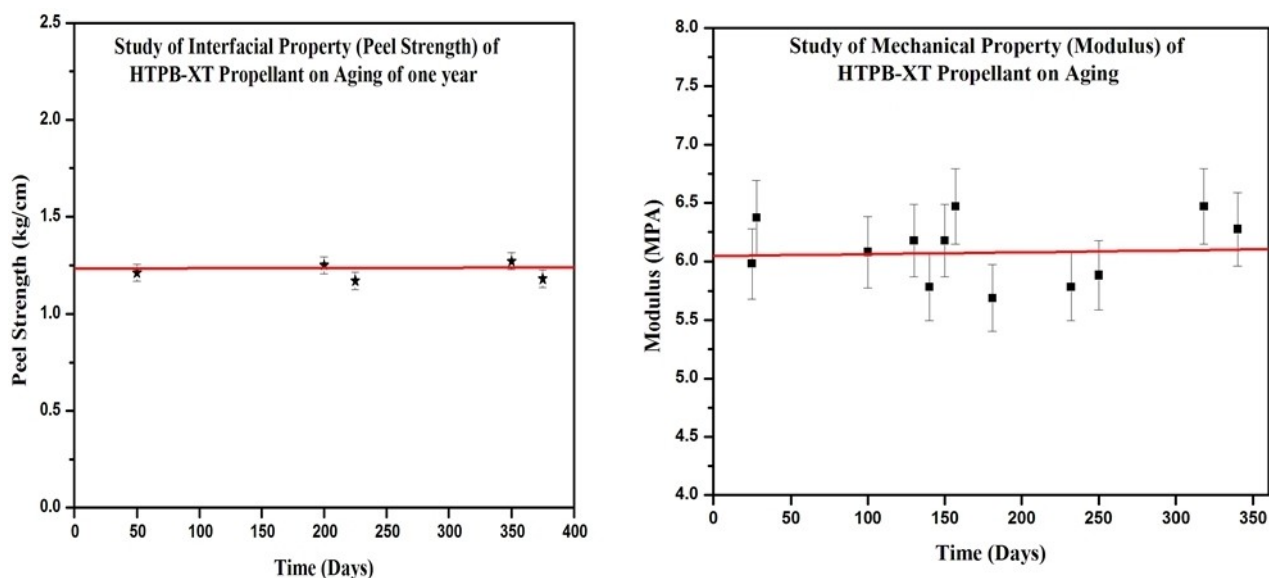 Study of Interfacial Property (Peel Strength) of
HTPB-XT Propellant on Aging of one year
Peel Strength (kg/cm)
2.5
2.0
1.5
1.0
0.5
0.0
0 50 100 150 200 250 300 350 400
Time (Days)
Study of Mechanical Property (Modulus) of
HTPB-XT Propellant on Aging
Modulus (MPA)
8.0
7.5
7.0
6.5
6.0
5.5
5.0
4.5
4.0
0 50 100 150 200 250 300 350
Time (Days)